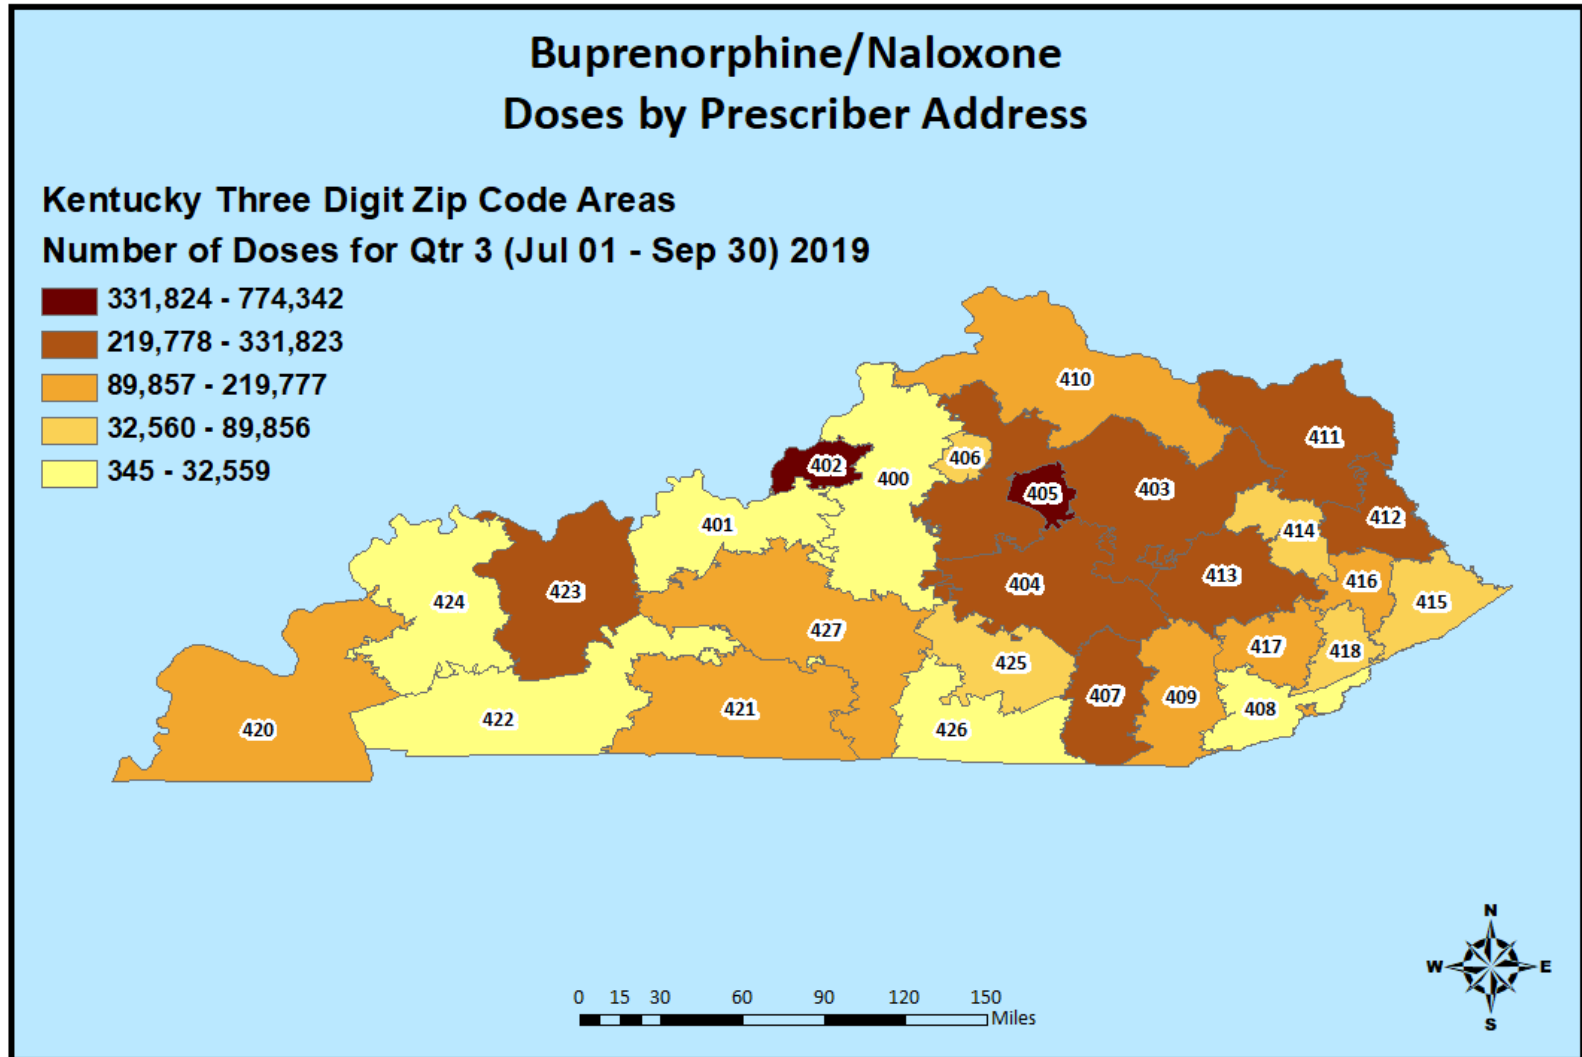 Buprenorphine/Naloxone
Doses by Prescriber Address
Kentucky Three Digit Zip Code Areas
Number of Doses for Qtr 3 (Jul 01 - Sep 30) 2019
331,824 - 774,342
219,778 - 331,823
89,857 - 219,777
32,560 - 89,856
345 - 32,559
410
411
402
406
400
405
403
401
412
414
404
413
416
423
424
415
427
417
418
425
407
409
408
421
422
426
420
N
W
E
S
0 15 30 60 90 120 150
Miles